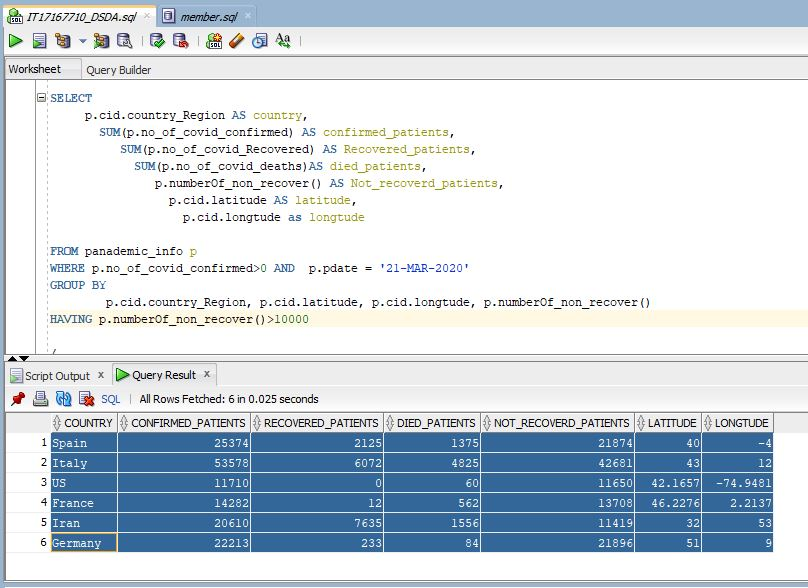 IT17167710_DSDA.sql × member.sql ×
SQL SQL Aa
Worksheet Query Builder
SELECT
p.cid.country_Region AS country,
SUM(p.no_of_covid_confirmed) AS confirmed_patients,
SUM(p.no_of_covid_Recovered) AS Recovered_patients,
SUM(p.no_of_covid_deaths)AS died_patients,
p.numberOf_non_recover() AS Not_recoverd_patients,
p.cid.latitude AS latitude,
p.cid.longtude as longtude
FROM panademic_info p
WHERE p.no_of_covid_confirmed>0 AND p.pdate = '21-MAR-2020'
GROUP BY
p.cid.country_Region, p.cid.latitude, p.cid.longtude, p.numberOf_non_recover()
HAVING p.numberOf_non_recover()>10000
/
Script Output × Query Result ×
SQL | All Rows Fetched: 6 in 0.025 seconds
COUNTRY CONFIRMED_PATIENTS RECOVERED_PATIENTS DIED_PATIENTS NOT_RECOVERD_PATIENTS LATITUDE LONGTUDE
1 Spain 25374 2125 1375 21874 40 -4
2 Italy 53578 6072 4825 42681 43 12
3 US 11710 0 60 11650 42.1657 -74.9481
4 France 14282 12 562 13708 46.2276 2.2137
5 Iran 20610 7635 1556 11419 32 53
6 Germany 22213 233 84 21896 51 9